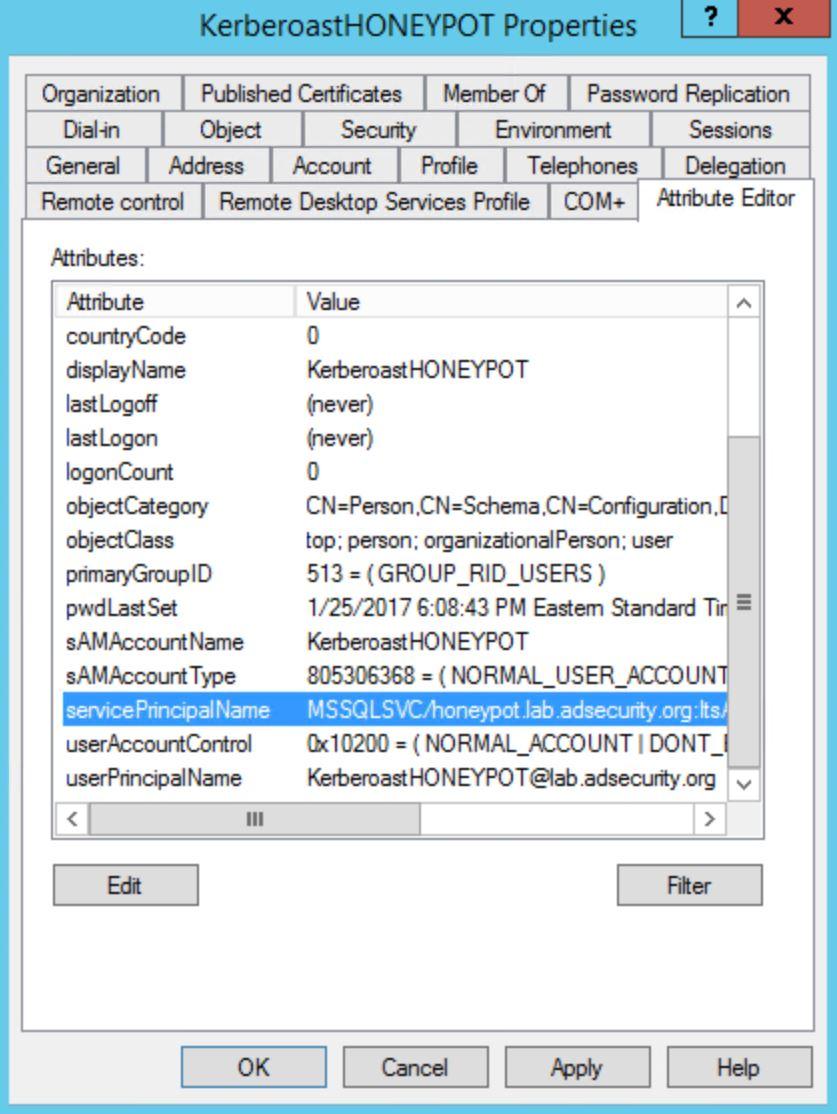 KerberoastHONEYPOT Properties ? x
Organization Published Certificates Member Of Password Replication
Dial-in Object Security Environment Sessions
General Address Account Profile Telephones Delegation
Remote control Remote Desktop Services Profile COM+ Attribute Editor
Attributes:
Attribute Value
countryCode 0
displayName KerberoastHONEYPOT
lastLogoff (never)
lastLogon (never)
logonCount 0
objectCategory CN=Person,CN=Schema,CN=Configuration,D
objectClass top; person; organizationalPerson; user
primaryGroupID 513 = ( GROUP_RID_USERS )
pwdLastSet 1/25/2017 6:08:43 PM Eastern Standard Tir
sAMAccountName KerberoastHONEYPOT
sAMAccountType 805306368 = ( NORMAL_USER_ACCOUNT
servicePrincipalName MSSQLSVC/honeypot.lab.adsecurity.org:ItsA
userAccountControl 0x10200 = ( NORMAL_ACCOUNT | DONT_E
userPrincipalName KerberoastHONEYPOT@lab.adsecurity.org
Edit Filter
OK Cancel Apply Help